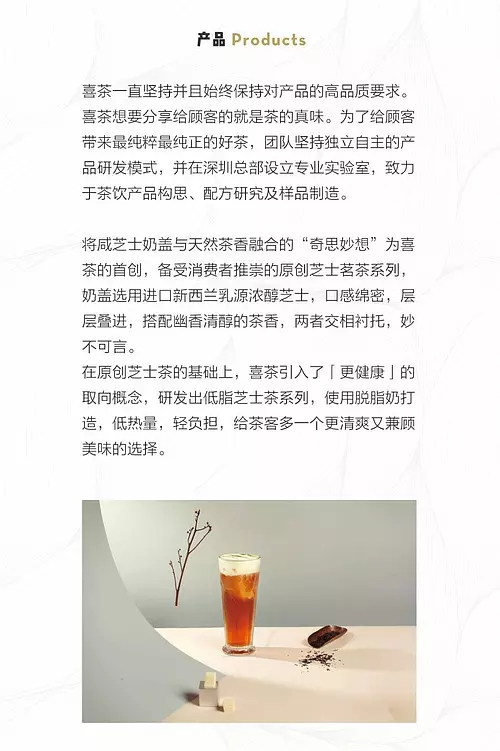 产品 Products
喜茶一直坚持并且始终保持对产品的高品质要求。
喜茶想要分享给顾客的就是茶的真味。为了给顾客
带来最纯粹最纯正的好茶，团队坚持独立自主的产
品研发模式，并在深圳总部设立专业实验室，致力
于茶饮产品构思、配方研究及样品制造。
将咸芝士奶盖与天然茶香融合的“奇思妙想”为喜
茶的首创，备受消费者推崇的原创芝士茗茶系列，
奶盖选用进口新西兰乳源浓醇芝士，口感绵密，层
层叠进，搭配幽香清醇的茶香，两者交相衬托，妙
不可言。
在原创芝士茶的基础上，喜茶引入了「更健康」的
取向概念，研发出低脂芝士茶系列，使用脱脂奶打
造，低热量，轻负担，给茶客多一个更清爽又兼顾
美味的选择。